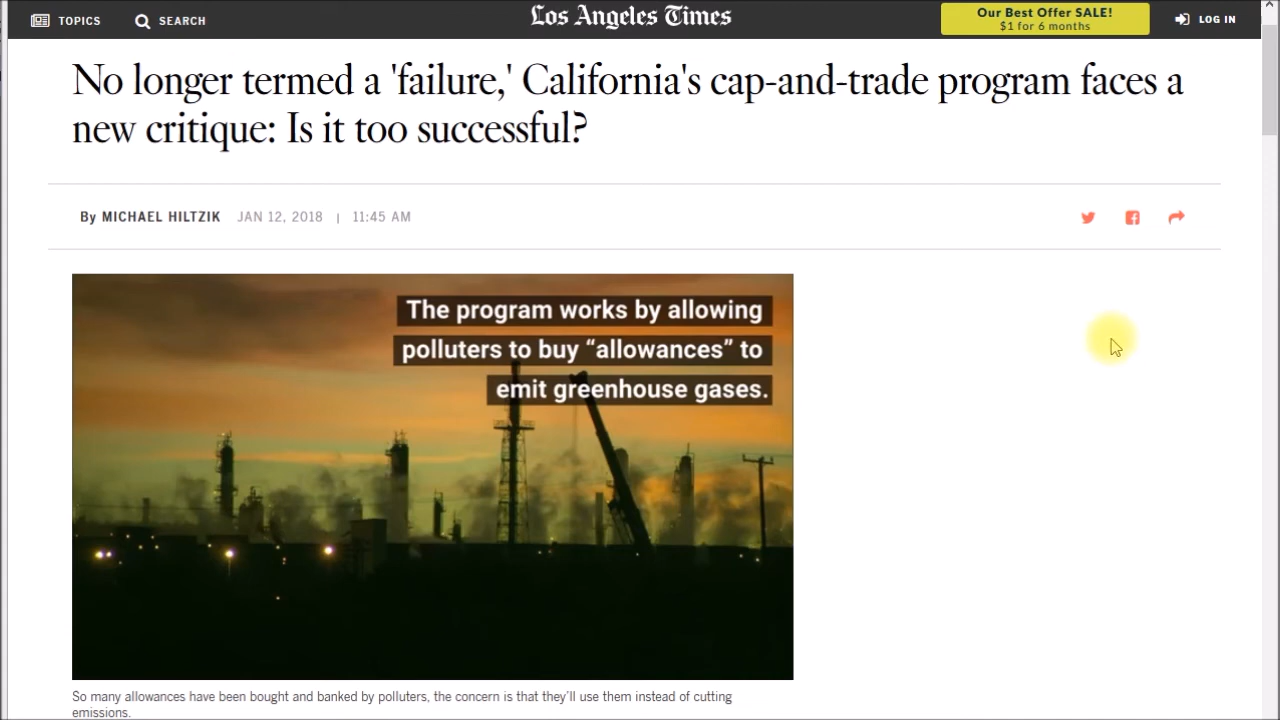 TOPICS
SEARCH
Los Angeles Times
Our Best Offer SALE!
$1 for 6 months
LOG IN
No longer termed a 'failure,' California's cap-and-trade program faces a
new critique: Is it too successful?
By MICHAEL HILTZIK JAN 12, 2018 | 11:45 AM
The program works by allowing
polluters to buy “allowances” to
emit greenhouse gases.
So many allowances have been bought and banked by polluters, the concern is that they'll use them instead of cutting
emissions.